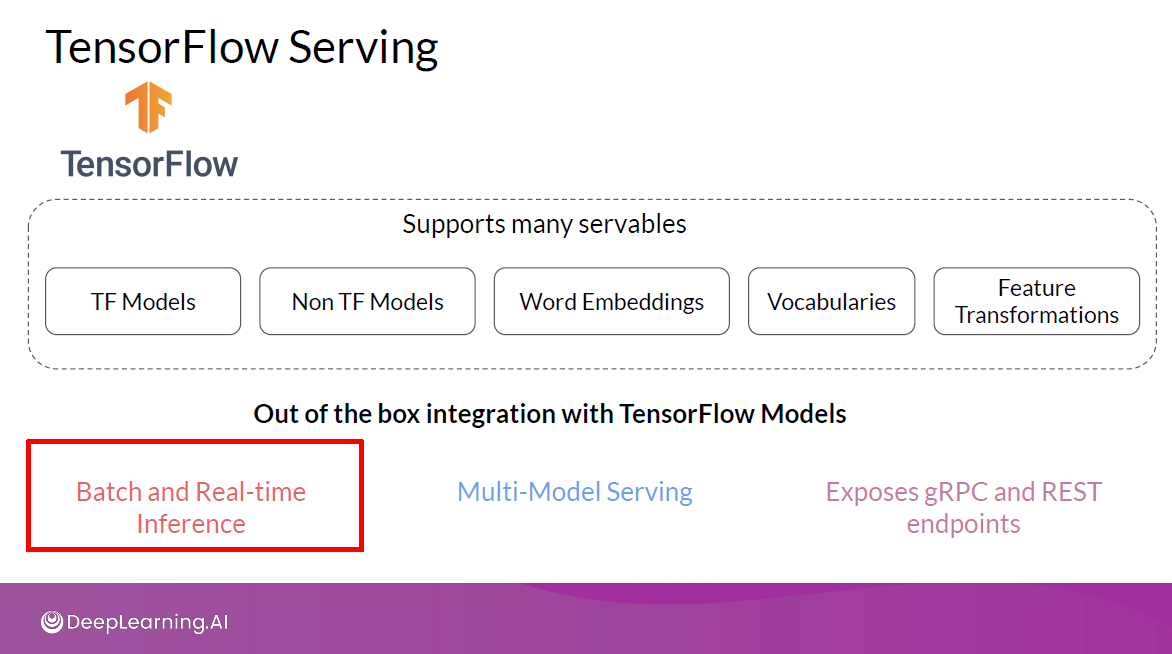 TensorFlow Serving
TensorFlow
Supports many servables
TF Models
Non TF Models
Word Embeddings
Vocabularies
Feature
Transformations
Out of the box integration with TensorFlow Models
Batch and Real-time
Inference
Multi-Model Serving
Exposes gRPC and REST
endpoints
DeepLearning.AI